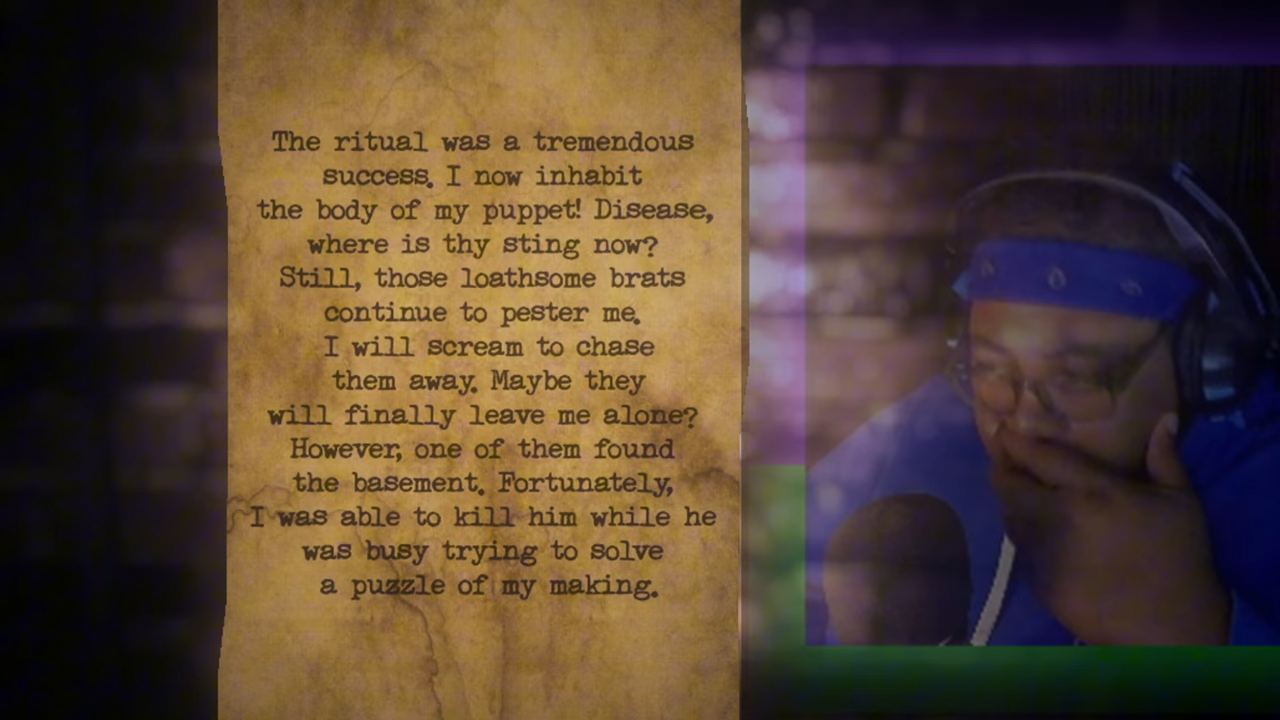 The ritual was a tremendous
success. I now inhabit
the body of my puppet! Disease,
where is thy sting now?
Still, those loathsome brats
continue to pester me.
I will scream to chase
them away. Maybe they
will finally leave me alone?
However, one of them found
the basement. Fortunately,
I was able to kill him while he
was busy trying to solve
a puzzle of my making.